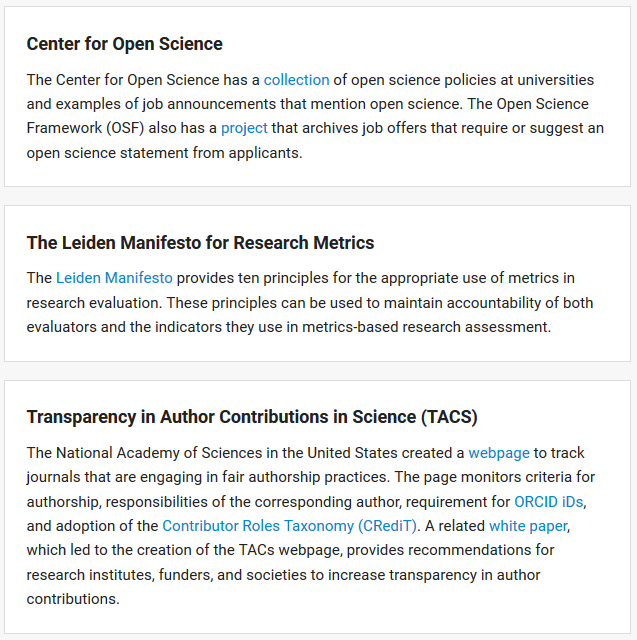 Center for Open Science
The Center for Open Science has a collection of open science policies at universities
and examples of job announcements that mention open science. The Open Science
Framework (OSF) also has a project that archives job offers that require or suggest an
open science statement from applicants.
The Leiden Manifesto for Research Metrics
The Leiden Manifesto provides ten principles for the appropriate use of metrics in
research evaluation. These principles can be used to maintain accountability of both
evaluators and the indicators they use in metrics-based research assessment.
Transparency in Author Contributions in Science (TACS)
The National Academy of Sciences in the United States created a webpage to track
journals that are engaging in fair authorship practices. The page monitors criteria for
authorship, responsibilities of the corresponding author, requirement for ORCID iDs,
and adoption of the Contributor Roles Taxonomy (CRediT). A related white paper,
which led to the creation of the TACs webpage, provides recommendations for
research institutes, funders, and societies to increase transparency in author
contributions.